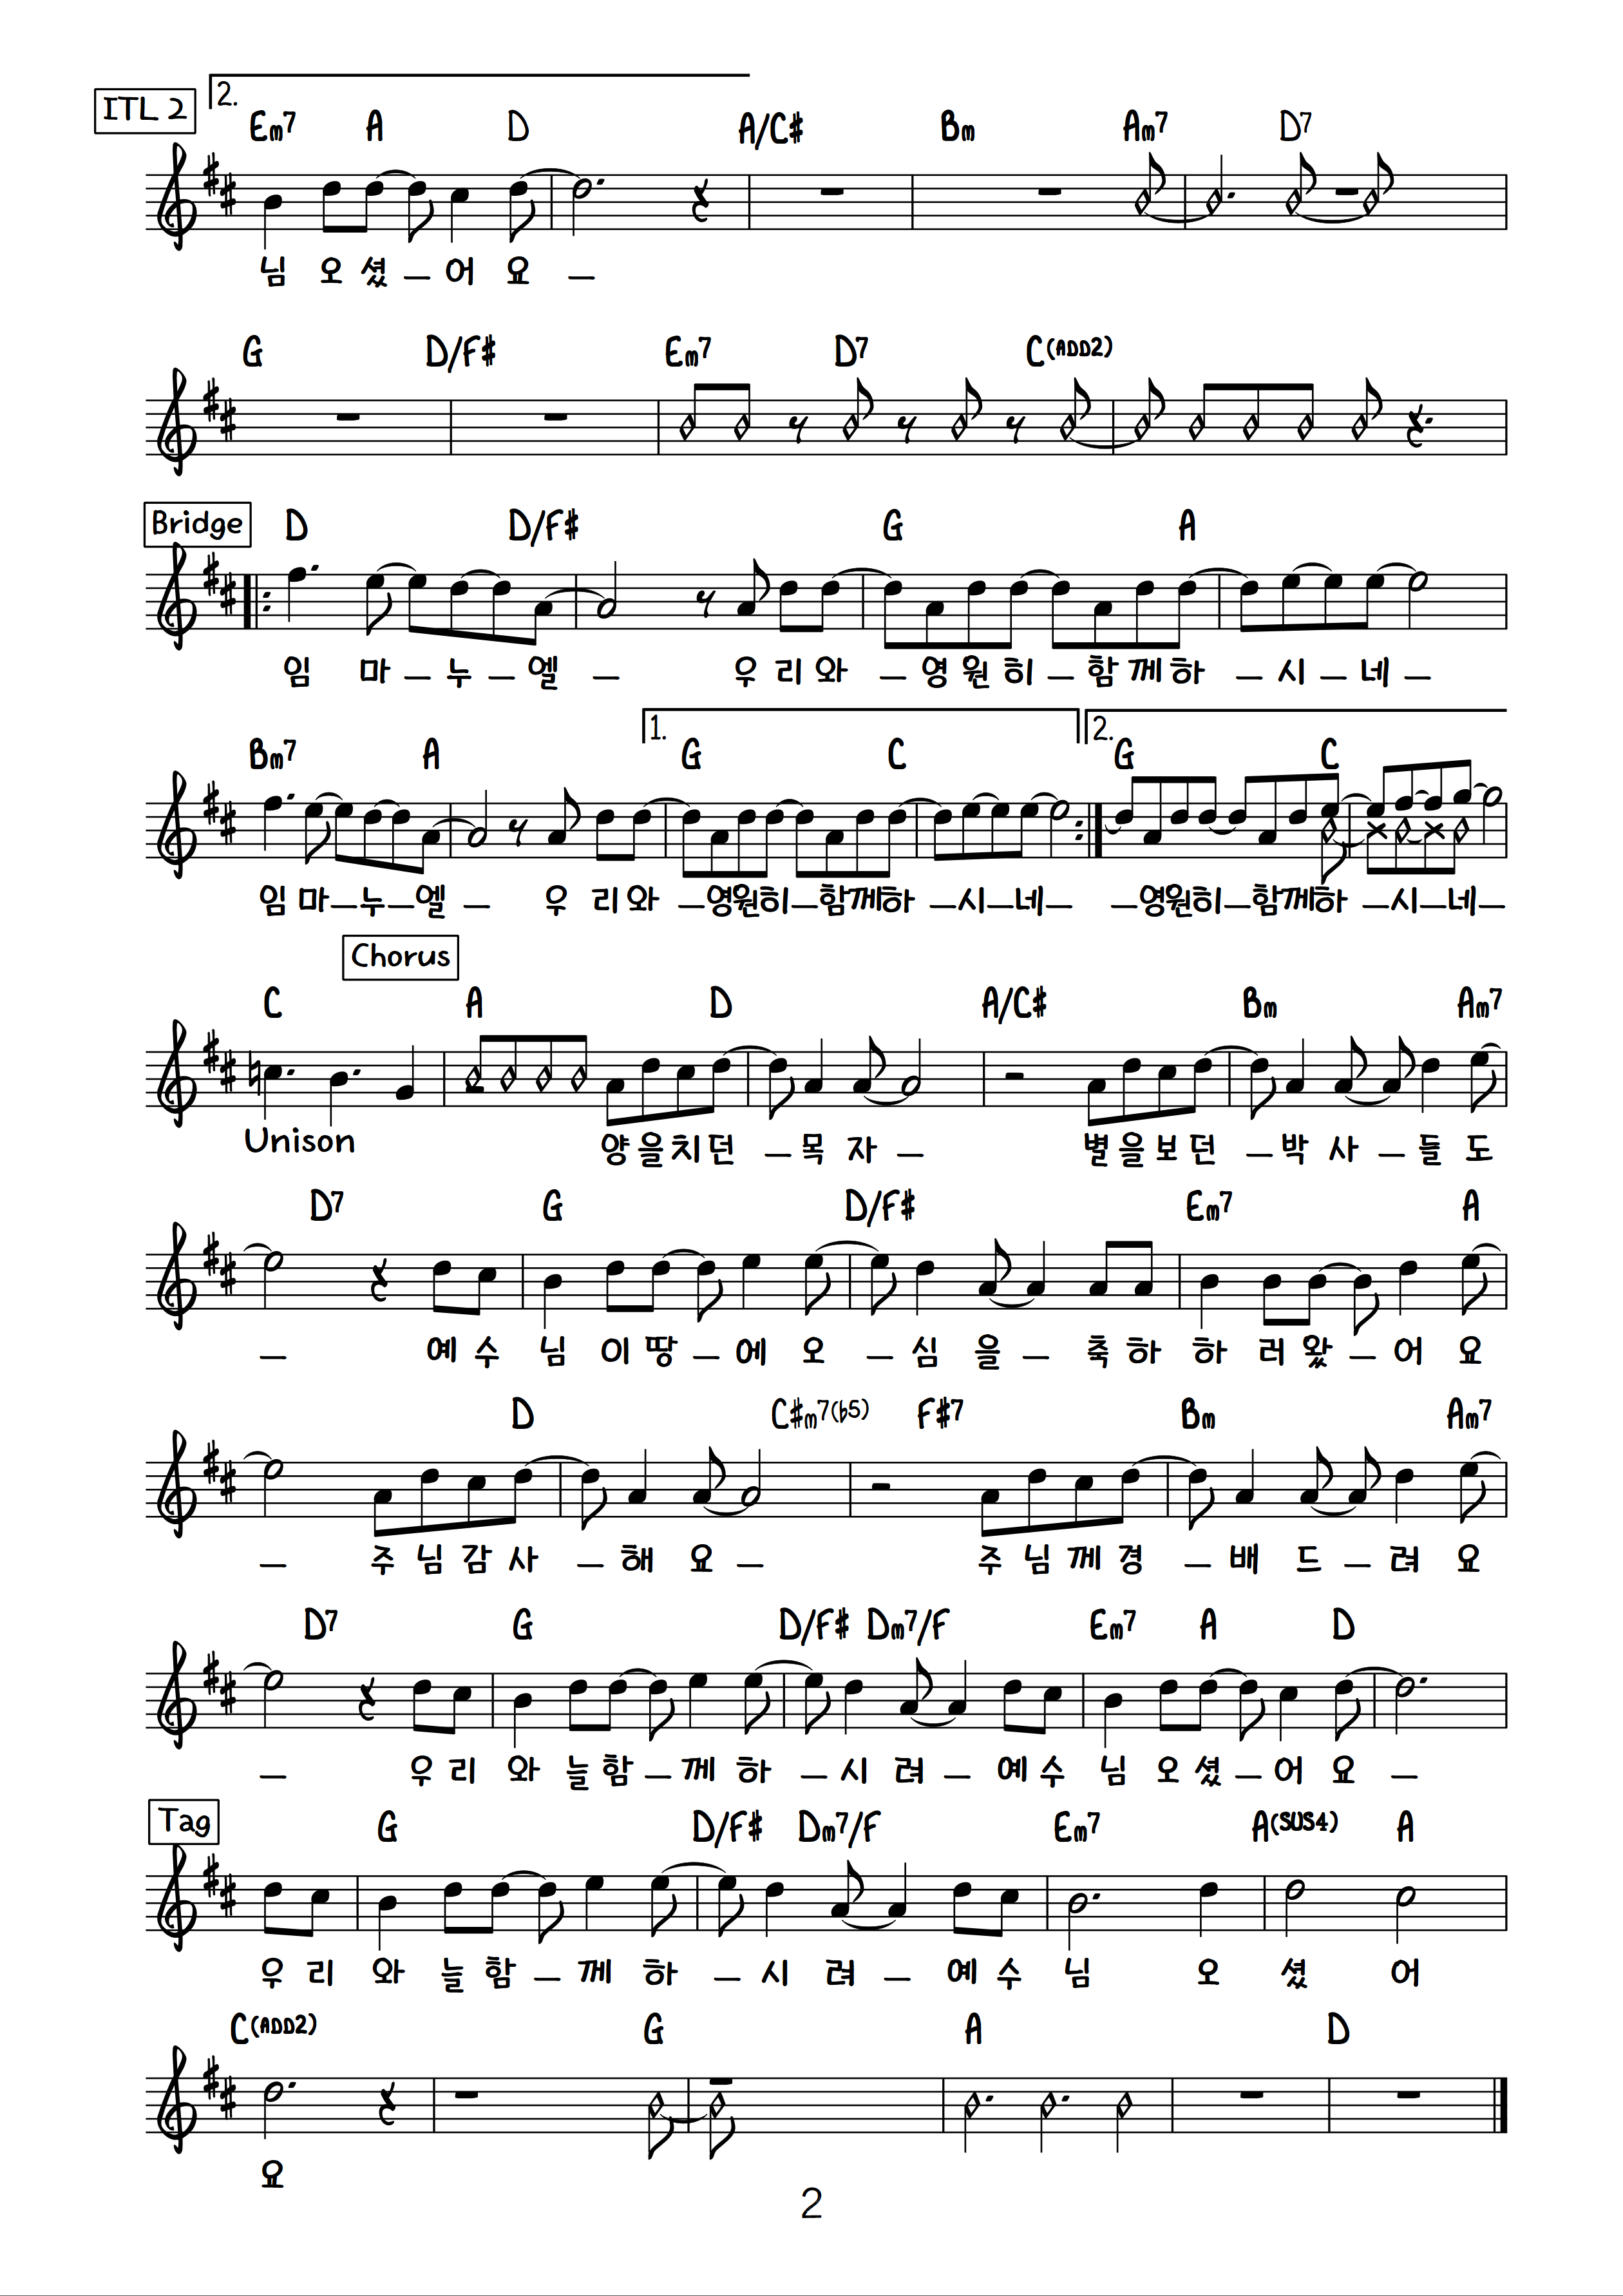 ITL 2 2. Em7 A D A/C# Bm Am7 D7
님 오 셨 – 어 요 –
G D/F# Em7 D7 C(ADD2)
Bridge D D/F# G A
임 마 – 누 – 엘 – 우 리 와 – 영 원 히 – 함 께 하 – 시 – 네 –
Bm7 A 1. G C 2. G C
임 마 – 누 – 엘 – 우 리 와 – 영원히 – 함께하 – 시 – 네 – – 영원히 – 함께하 – 시 – 네 –
Chorus
C A D A/C# Bm Am7
Unison 양 을 치 던 – 목 자 – 별 을 보 던 – 박 사 – 들 도
D7 G D/F# Em7 A
– 예 수 님 이 땅 – 에 오 – 심 을 – 축 하 하 러 왔 – 어 요
D C#m7(b5) F#7 Bm Am7
– 주 님 감 사 – 해 요 – 주 님 께 경 – 배 드 – 려 요
D7 G D/F# Dm7/F Em7 A D
– 우 리 와 늘 함 – 께 하 – 시 려 – 예 수 님 오 셨 – 어 요 –
Tag G D/F# Dm7/F Em7 A(SUS4) A
우 리 와 늘 함 – 께 하 – 시 려 – 예 수 님 오 셨 어
C(ADD2) G A D
요
2